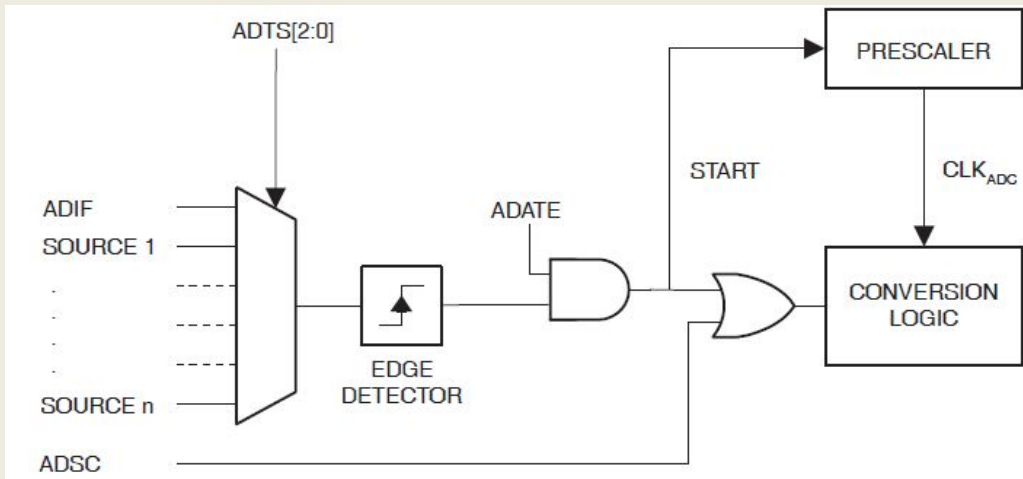 ADTS[2:0]
PRESCALER
START
CLKADC
ADIF
SOURCE 1
.
.
.
SOURCE n
ADSC
ADATE
EDGE
DETECTOR
CONVERSION
LOGIC